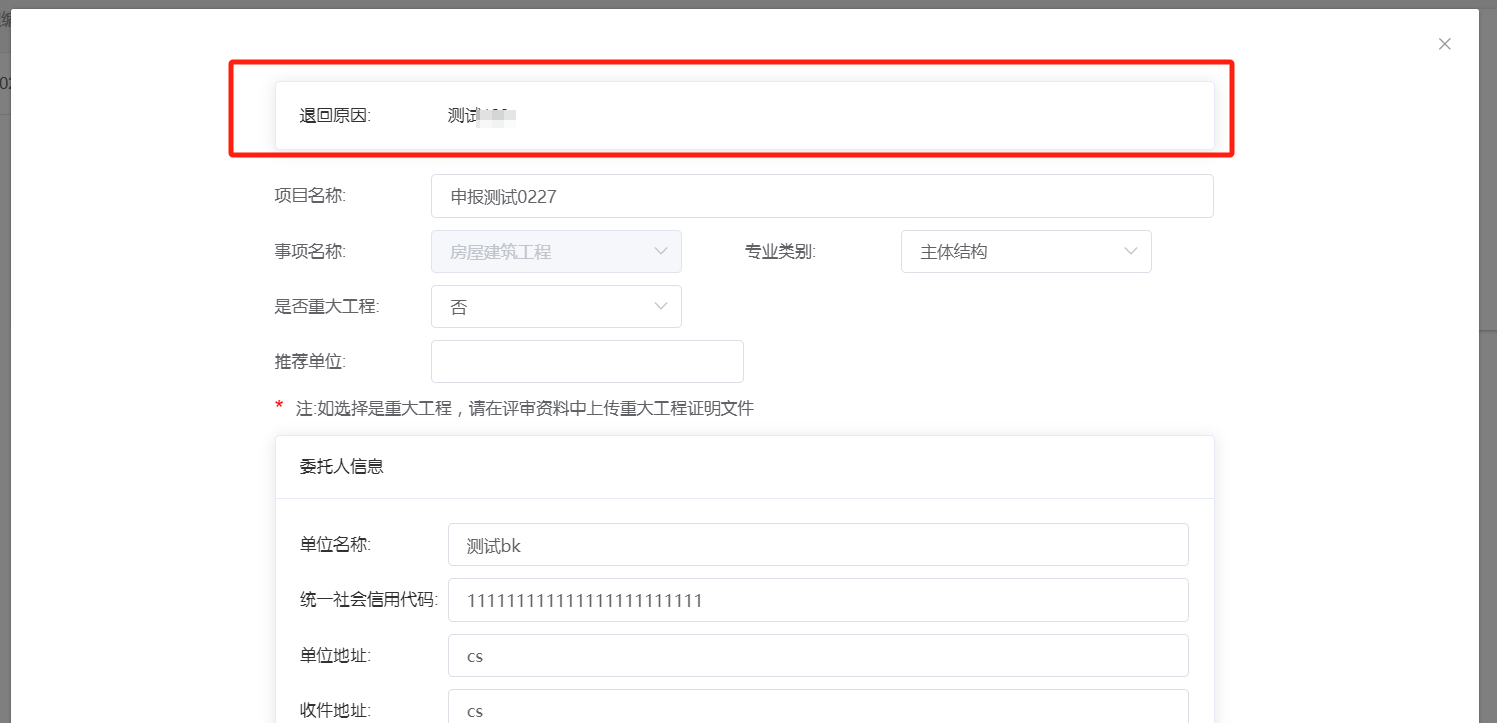 退回原因: 测试
项目名称: 申报测试0227
事项名称: 房屋建筑工程 专业类别: 主体结构
是否重大工程: 否
推荐单位:
* 注:如选择是重大工程，请在评审资料中上传重大工程证明文件
委托人信息
单位名称: 测试bk
统一社会信用代码: 111111111111111111111111
单位地址: cs
收件地址: cs